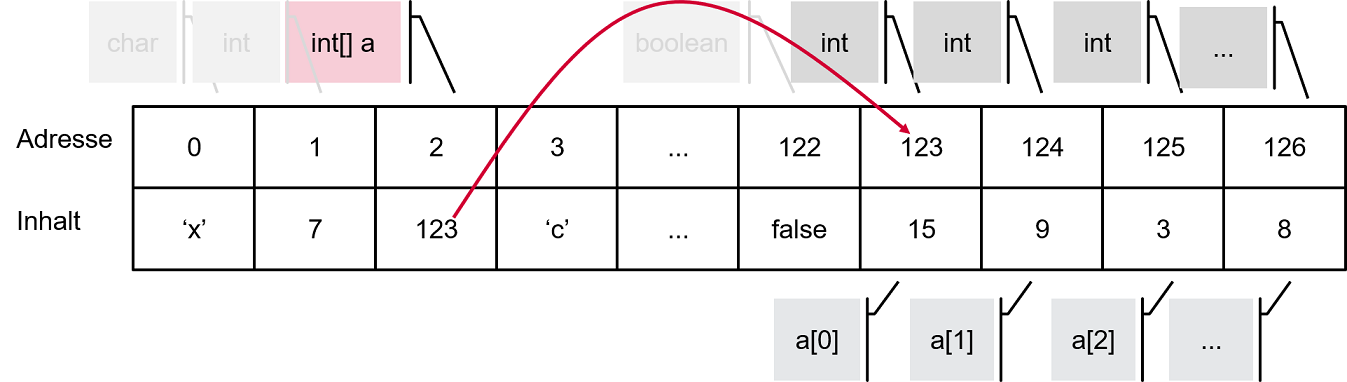 char int int[] a boolean int int int ...
Adresse 0 1 2 3 ... 122 123 124 125 126
Inhalt ‘x’ 7 123 ‘c’ ... false 15 9 3 8
a[0] a[1] a[2] ...